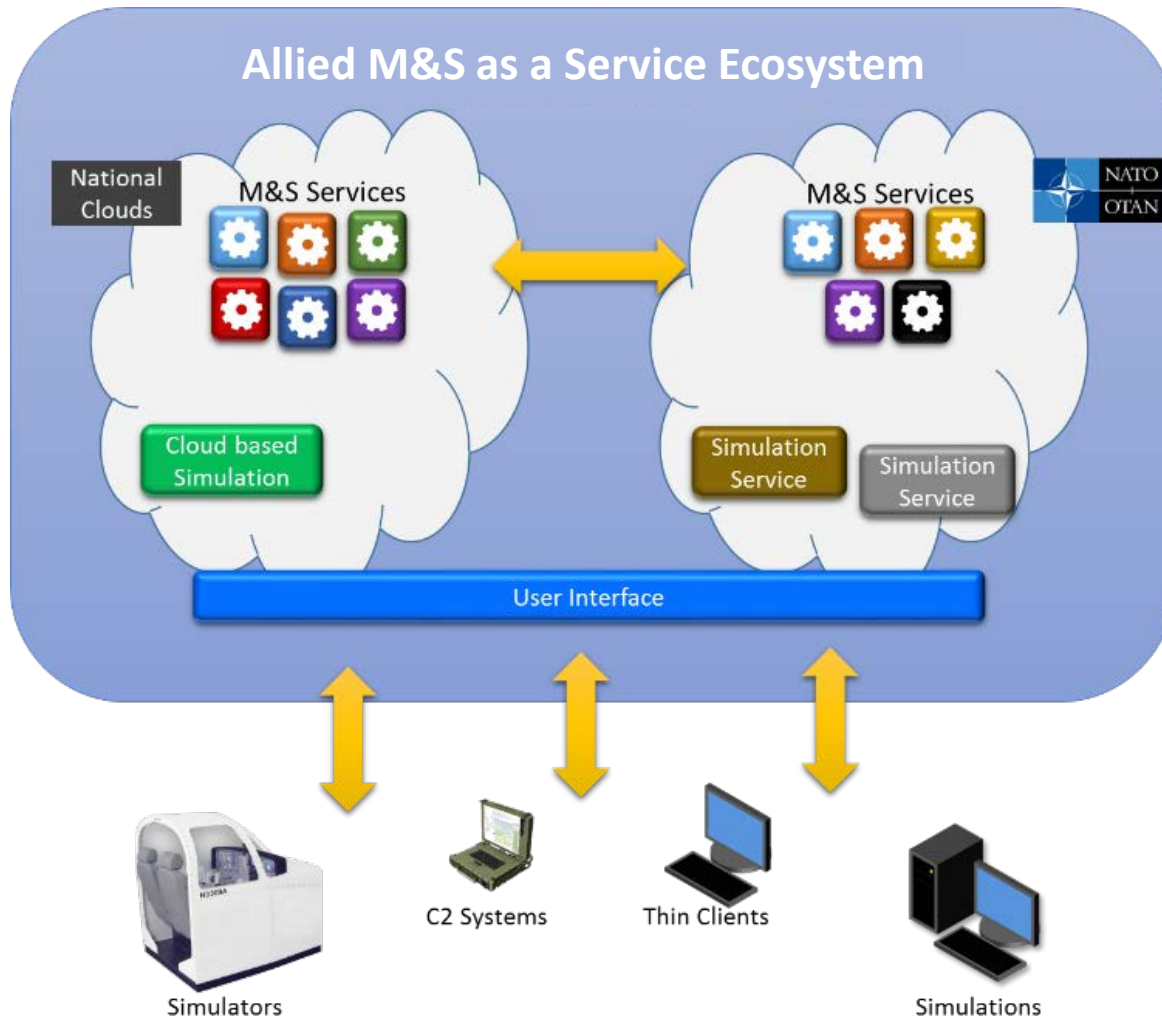 Allied M&S as a Service Ecosystem
National
Clouds
M&S Services
M&S Services
NATO
OTAN
Cloud based
Simulation
Simulation
Service
Simulation
Service
User Interface
C2 Systems
Thin Clients
Simulators
Simulations